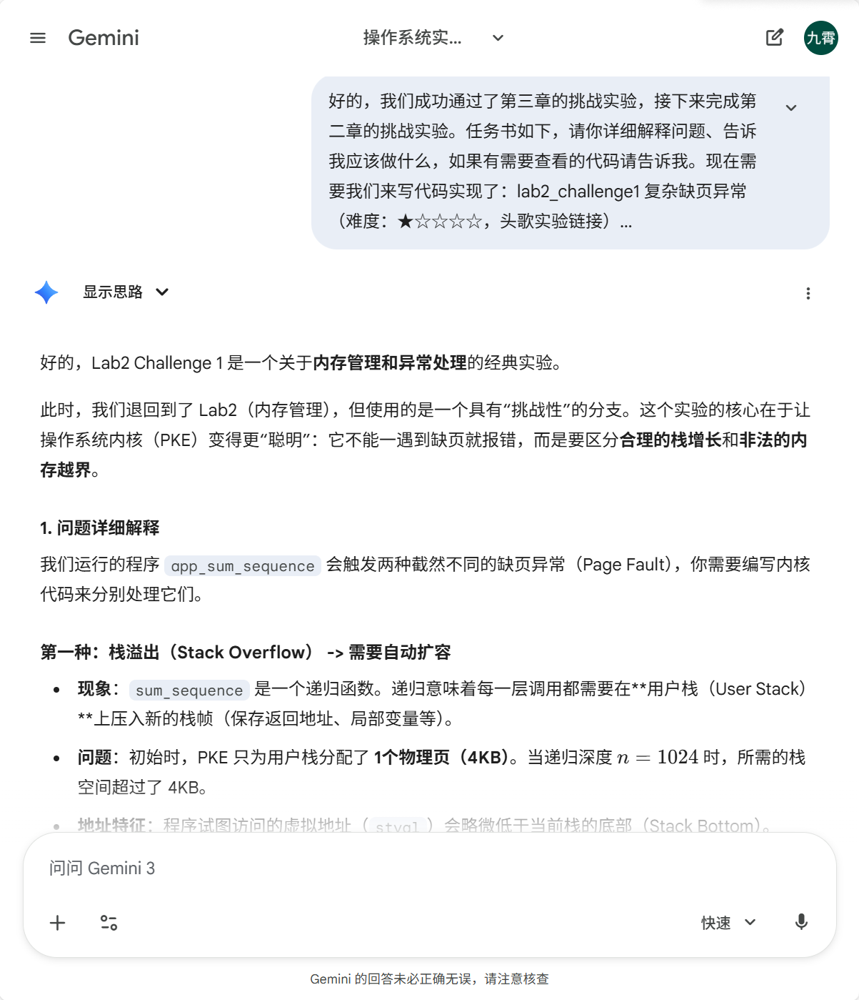 Gemini
操作系统实...
九霄
好的，我们成功通过了第三章的挑战实验，接下来完成第
二章的挑战实验。任务书如下，请你详细解释问题、告诉
我应该做什么，如果有需要查看的代码请告诉我。现在需
要我们来写代码实现了：lab2_challenge1 复杂缺页异常
（难度：★☆☆☆☆，头歌实验链接）...
显示思路
好的，Lab2 Challenge 1 是一个关于内存管理和异常处理的经典实验。
此时，我们退回到了 Lab2（内存管理），但使用的是一个具有“挑战性”的分支。这个实验的核心在于让
操作系统内核（PKE）变得更“聪明”：它不能一遇到缺页就报错，而是要区分合理的栈增长和非法的内
存越界。
1. 问题详细解释
我们运行的程序 app_sum_sequence 会触发两种截然不同的缺页异常（Page Fault），你需要编写内核
代码来分别处理它们。
第一种：栈溢出（Stack Overflow） -> 需要自动扩容
现象：sum_sequence 是一个递归函数。递归意味着每一层调用都需要在**用户栈（User Stack）
**上压入新的栈帧（保存返回地址、局部变量等）。
问题：初始时，PKE 只为用户栈分配了 1个物理页（4KB）。当递归深度 n = 1024 时，所需的栈
空间超过了 4KB。
地址特征：程序试图访问的虚拟地址（stval）会略微低于当前栈的底部（Stack Bottom）。
问问 Gemini 3
快速
Gemini 的回答未必正确无误，请注意核查